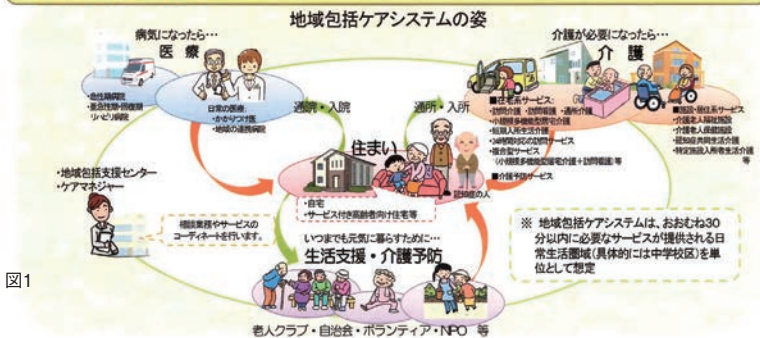 地域包括ケアシステムの姿
病気になったら…
医療
・急性期病院
・亜急性期・回復期
リハビリ病院
日常の医療:
・かかりつけ医
・地域の連携病院
通院・入院
通所・入所
介護が必要になったら…
介護
■在宅系サービス:
・訪問介護・訪問看護・通所介護
・小規模多機能型居宅介護
・短期入所生活介護
・24時間対応の訪問サービス
・複合型サービス
(小規模多機能型居宅介護+訪問看護)等
■介護予防サービス
■施設・居住系サービス
・介護老人福祉施設
・介護老人保健施設
・認知症共同生活介護
・特定施設入所者生活介護
等
住まい
認知症の人
・自宅
・サービス付き高齢者向け住宅等
・地域包括支援センター
・ケアマネジャー
相談業務やサービスの
コーディネートを行います。
いつまでも元気に暮らすために…
生活支援・介護予防
老人クラブ・自治会・ボランティア・NPO 等
※ 地域包括ケアシステムは、おおむね30
分以内に必要なサービスが提供される日
常生活圏域(具体的には中学校区)を単
位として想定
図1